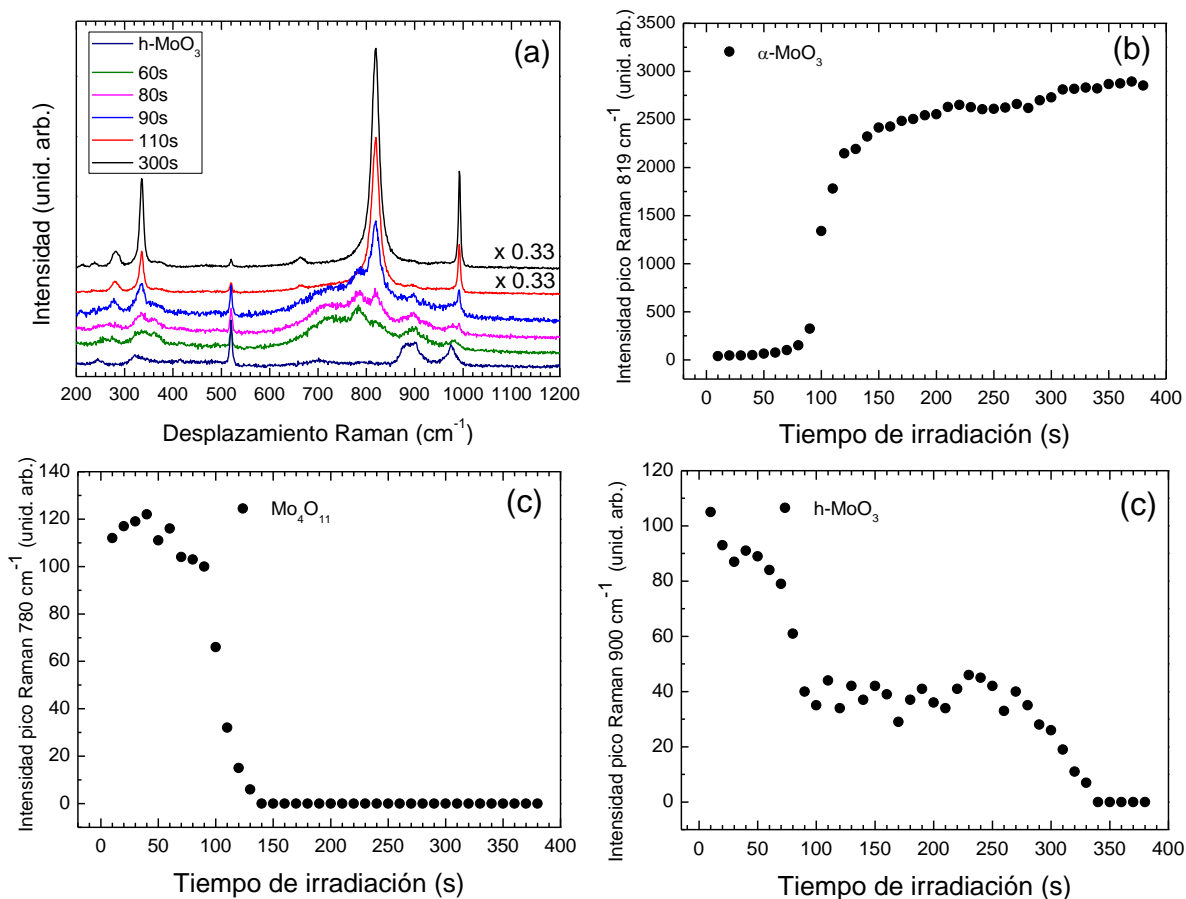 (a)
h-MoO3
60s
80s
90s
110s
300s
x 0.33
x 0.33
Intensidad (unid. arb.)
200 300 400 500 600 700 800 900 1000 1100 1200
Desplazamiento Raman (cm-1)
(b)
α-MoO3
3500
3000
2500
2000
1500
1000
500
0
Intensidad pico Raman 819 cm-1 (unid. arb.)
0 50 100 150 200 250 300 350 400
Tiempo de irradiación (s)
(c)
Mo4O11
140
120
100
80
60
40
20
0
Intensidad pico Raman 780 cm-1 (unid. arb.)
0 50 100 150 200 250 300 350 400
Tiempo de irradiación (s)
(c)
h-MoO3
120
100
80
60
40
20
0
Intensidad pico Raman 900 cm-1 (unid. arb.)
0 50 100 150 200 250 300 350 400
Tiempo de irradiación (s)